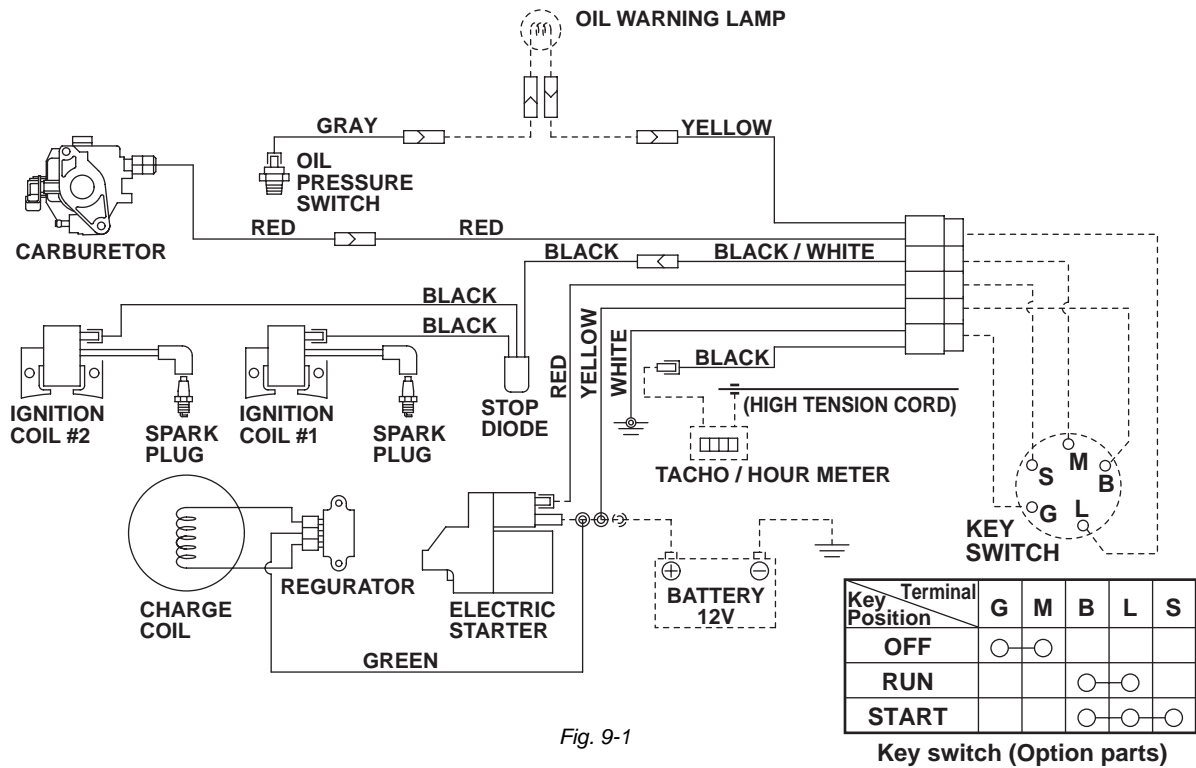 OIL WARNING LAMP
GRAY
YELLOW
OIL
PRESSURE
SWITCH
CARBURETOR
RED
RED
BLACK
BLACK / WHITE
BLACK
BLACK
RED
YELLOW
WHITE
BLACK
(HIGH TENSION CORD)
IGNITION
COIL #2
SPARK
PLUG
IGNITION
COIL #1
SPARK
PLUG
STOP
DIODE
TACHO / HOUR METER
S
M
B
G
L
KEY
SWITCH
CHARGE
COIL
REGURATOR
ELECTRIC
STARTER
BATTERY
12V
GREEN
Key Position Terminal G M B L S
OFF
RUN
START
Key switch (Option parts)
Fig. 9-1